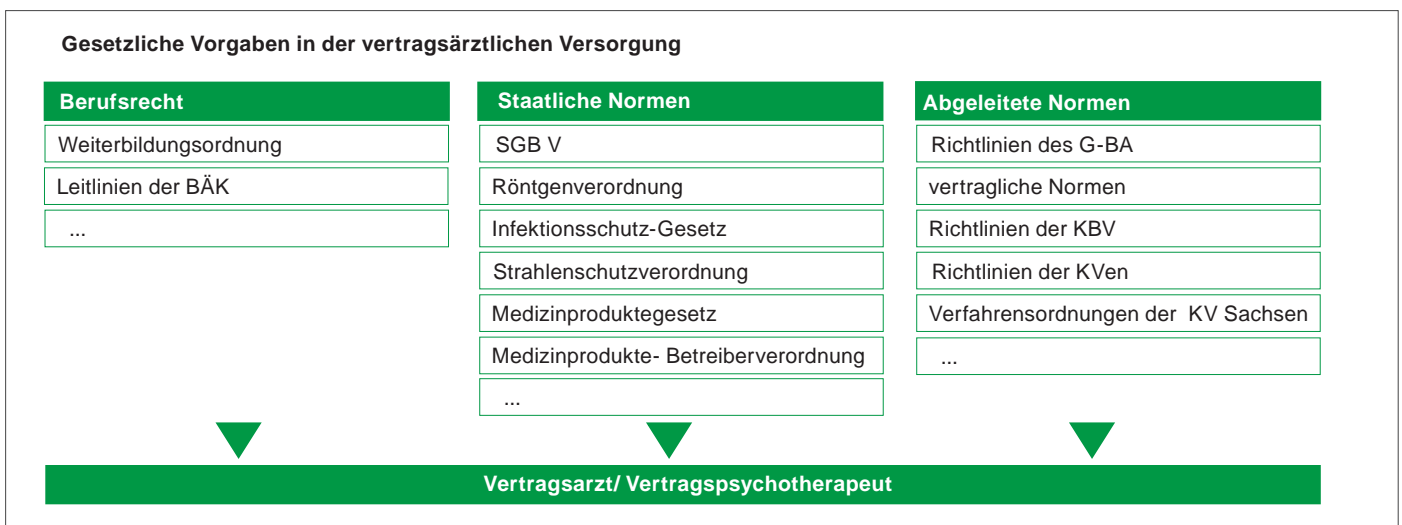 Gesetzliche Vorgaben in der vertragsärztlichen Versorgung
Berufsrecht
Weiterbildungsordnung
Leitlinien der BÄK
...
Staatliche Normen
SGB V
Röntgenverordnung
Infektionsschutz-Gesetz
Strahlenschutzverordnung
Medizinproduktegesetz
Medizinprodukte- Betreiberverordnung
...
Abgeleitete Normen
Richtlinien des G-BA
vertragliche Normen
Richtlinien der KBV
Richtlinien der KVen
Verfahrensordnungen der KV Sachsen
...
Vertragsarzt/ Vertragspsychotherapeut